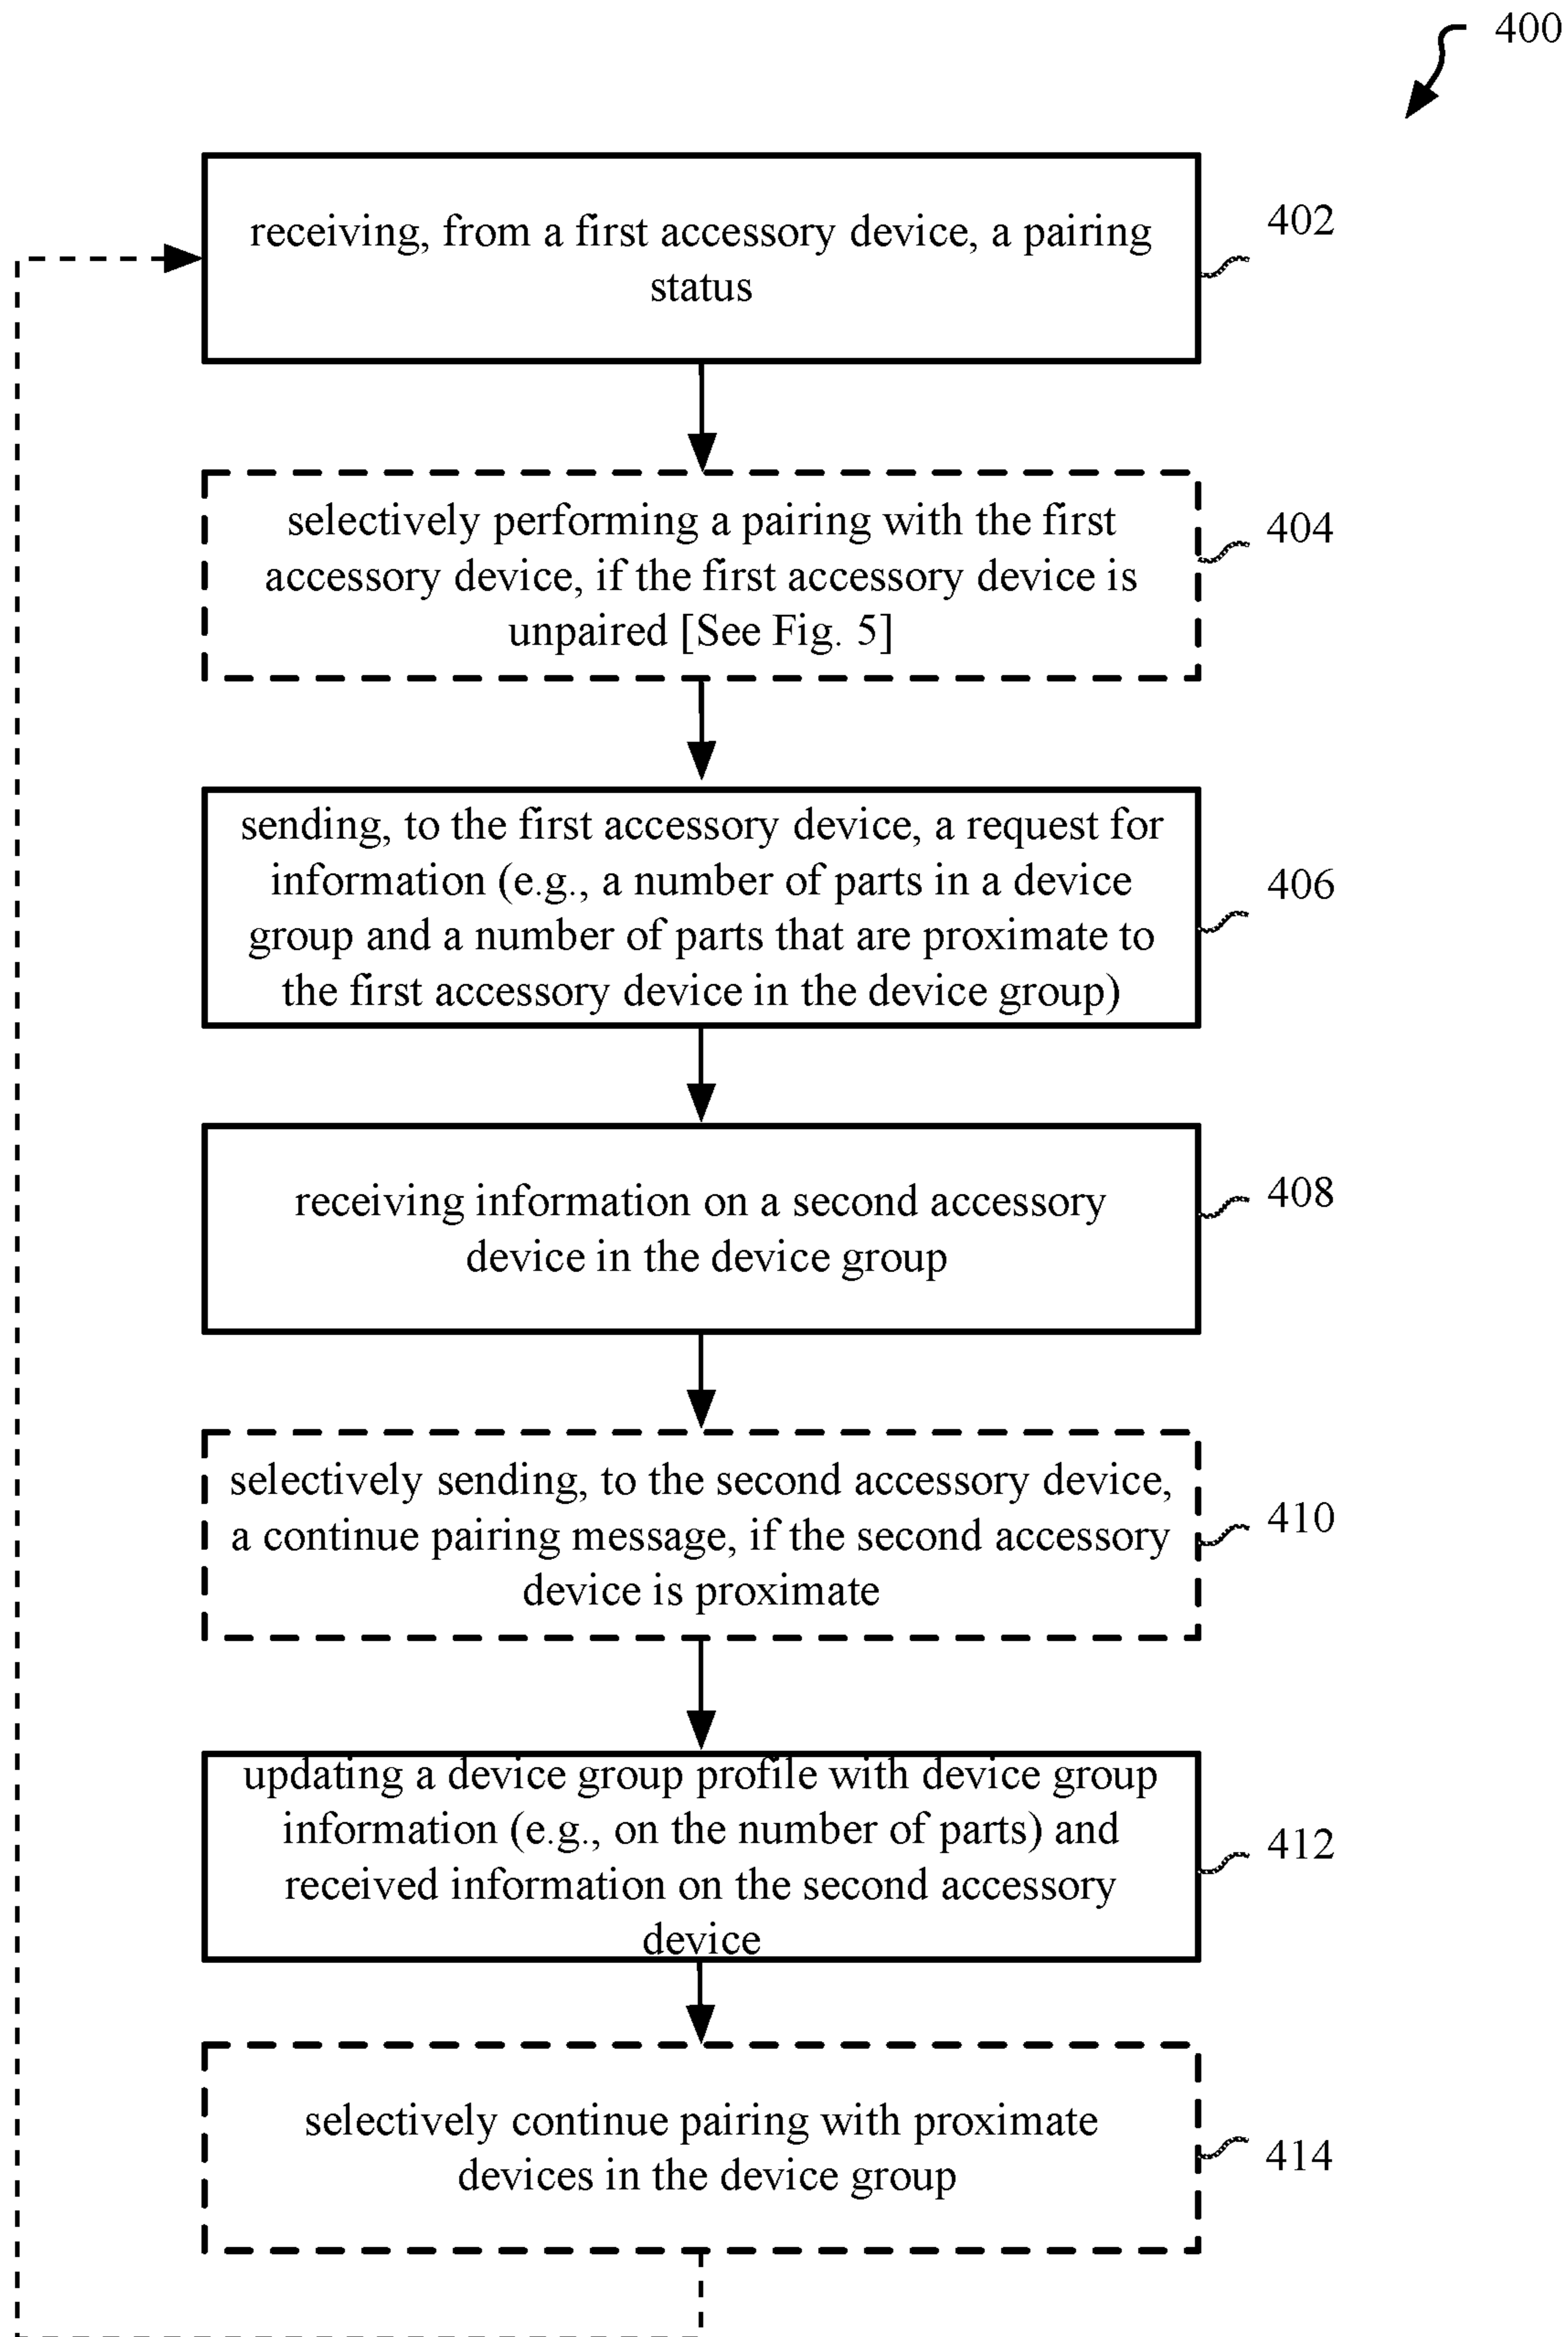 400
receiving, from a first accessory device, a pairing
status
402
selectively performing a pairing with the first
accessory device, if the first accessory device is
unpaired [See Fig. 5]
404
sending, to the first accessory device, a request for
information (e.g., a number of parts in a device
group and a number of parts that are proximate to
the first accessory device in the device group)
406
receiving information on a second accessory
device in the device group
408
selectively sending, to the second accessory device,
a continue pairing message, if the second accessory
device is proximate
410
updating a device group profile with device group
information (e.g., on the number of parts) and
received information on the second accessory
device
412
selectively continue pairing with proximate
devices in the device group
414